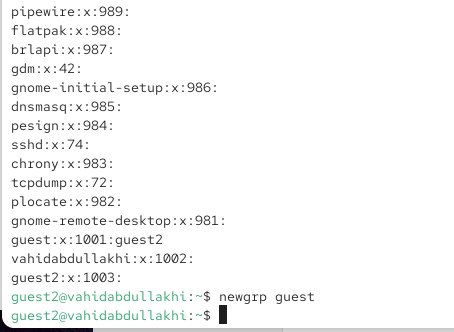 pipewire:x:989:
flatpak:x:988:
brlapi:x:987:
gdm:x:42:
gnome-initial-setup:x:986:
dnsmasq:x:985:
pesign:x:984:
sshd:x:74:
chrony:x:983:
tcpdump:x:72:
plocate:x:982:
gnome-remote-desktop:x:981:
guest:x:1001:guest2
vahidabdullakhi:x:1002:
guest2:x:1003:
guest2@vahidabdullakhi:~$ newgrp guest
guest2@vahidabdullakhi:~$